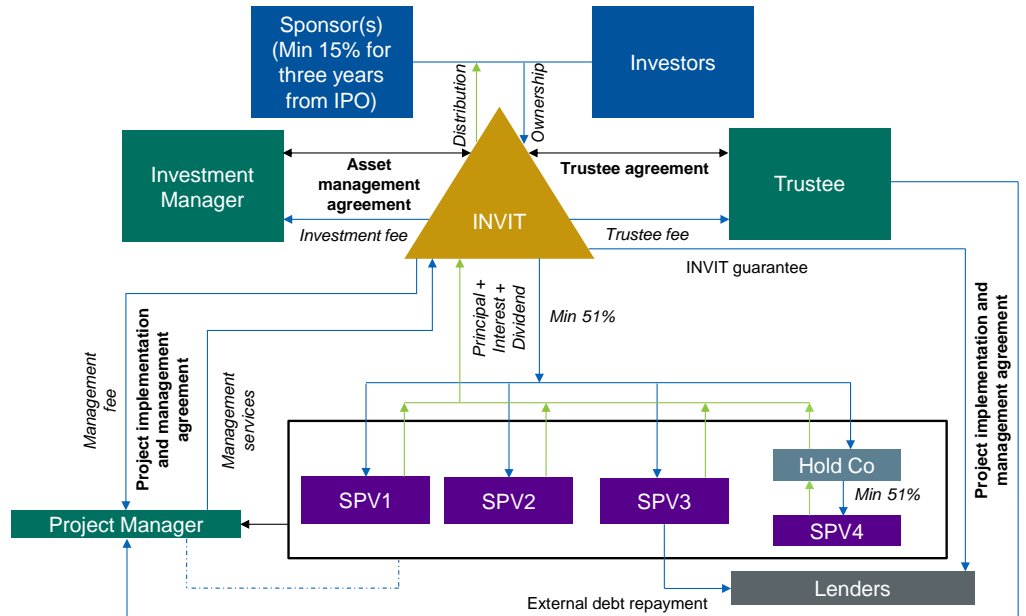 Sponsor(s)
(Min 15% for
three years
from IPO)
Investors
Distribution
Ownership
Investment
Manager
Asset
management
agreement
Trustee agreement
Trustee
INVIT
Investment fee
Trustee fee
INVIT guarantee
Management
fee
Project implementation
and management
agreement
Management
services
Principal +
Interest +
Dividend
Min 51%
Project implementation and
management agreement
Hold Co
SPV1
SPV2
SPV3
Min 51%
Project Manager
SPV4
Lenders
External debt repayment